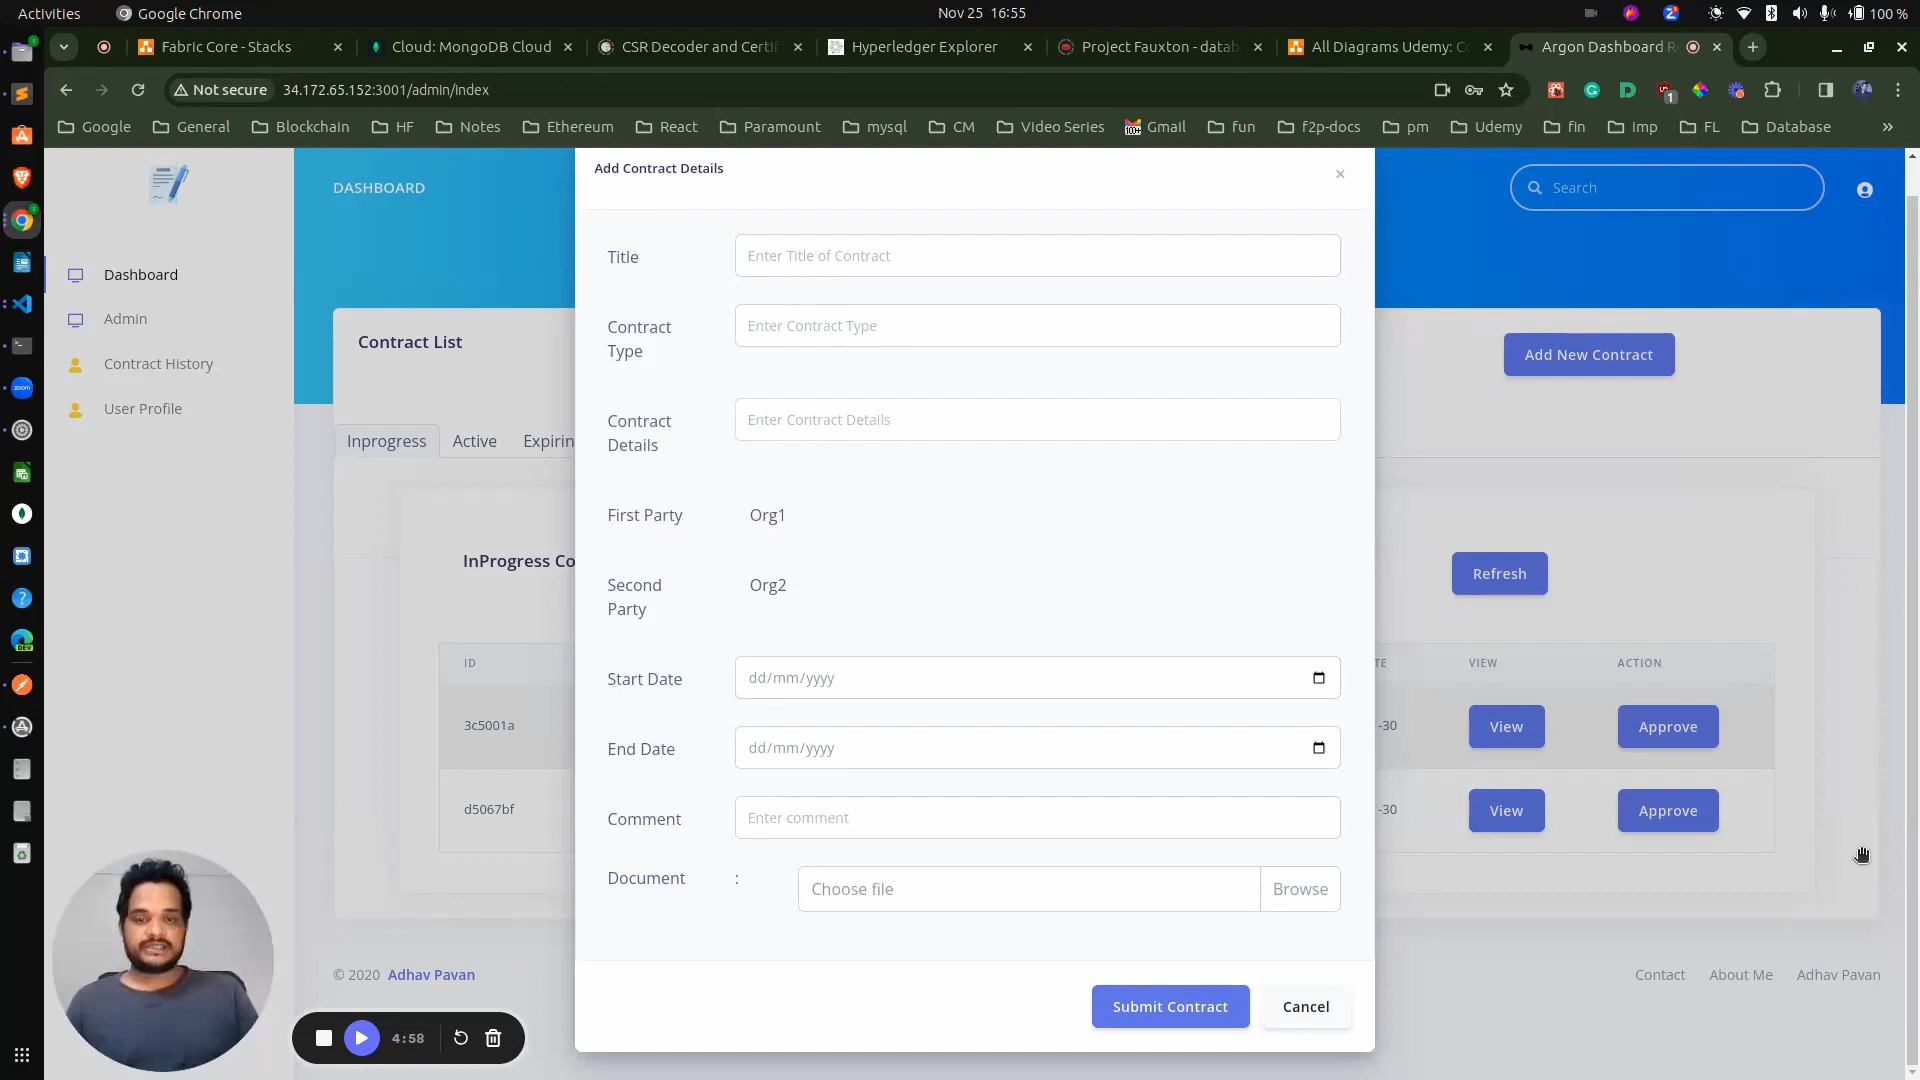 Activities
Google Chrome
Nov 25 16:55
100 %
Fabric Core - Stacks
Cloud: MongoDB Cloud
CSR Decoder and Certif
Hyperledger Explorer
Project Fauxton - datab
All Diagrams Udemy: Co
Argon Dashboard R
Not secure
34.172.65.152:3001/admin/index
1
Google
General
Blockchain
HF
Notes
Ethereum
React
Paramount
mysql
CM
Video Series
Gmail
fun
f2p-docs
pm
Udemy
fin
imp
FL
Database
»
DASHBOARD
Search
Dashboard
Admin
Contract History
User Profile
Contract List
Add New Contract
Inprogress
Active
Expirin
InProgress Co
Refresh
ID
TE
VIEW
ACTION
3c5001a
-30
View
Approve
d5067bf
-30
View
Approve
Add Contract Details
×
Title
Enter Title of Contract
Contract
Type
Enter Contract Type
Contract
Details
Enter Contract Details
First Party
Org1
Second
Party
Org2
Start Date
dd/mm/yyyy
End Date
dd/mm/yyyy
Comment
Enter comment
Document
:
Choose file
Browse
Submit Contract
Cancel
© 2020 Adhav Pavan
Contact
About Me
Adhav Pavan
4:58
zoom
DEV